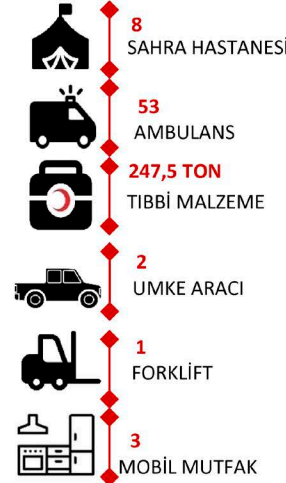 8
SAHRA HASTANESİ
53
AMBULANS
247,5 TON
TIBBİ MALZEME
2
UMKE ARACI
1
FORKLİFT
3
MOBİL MUTFAK